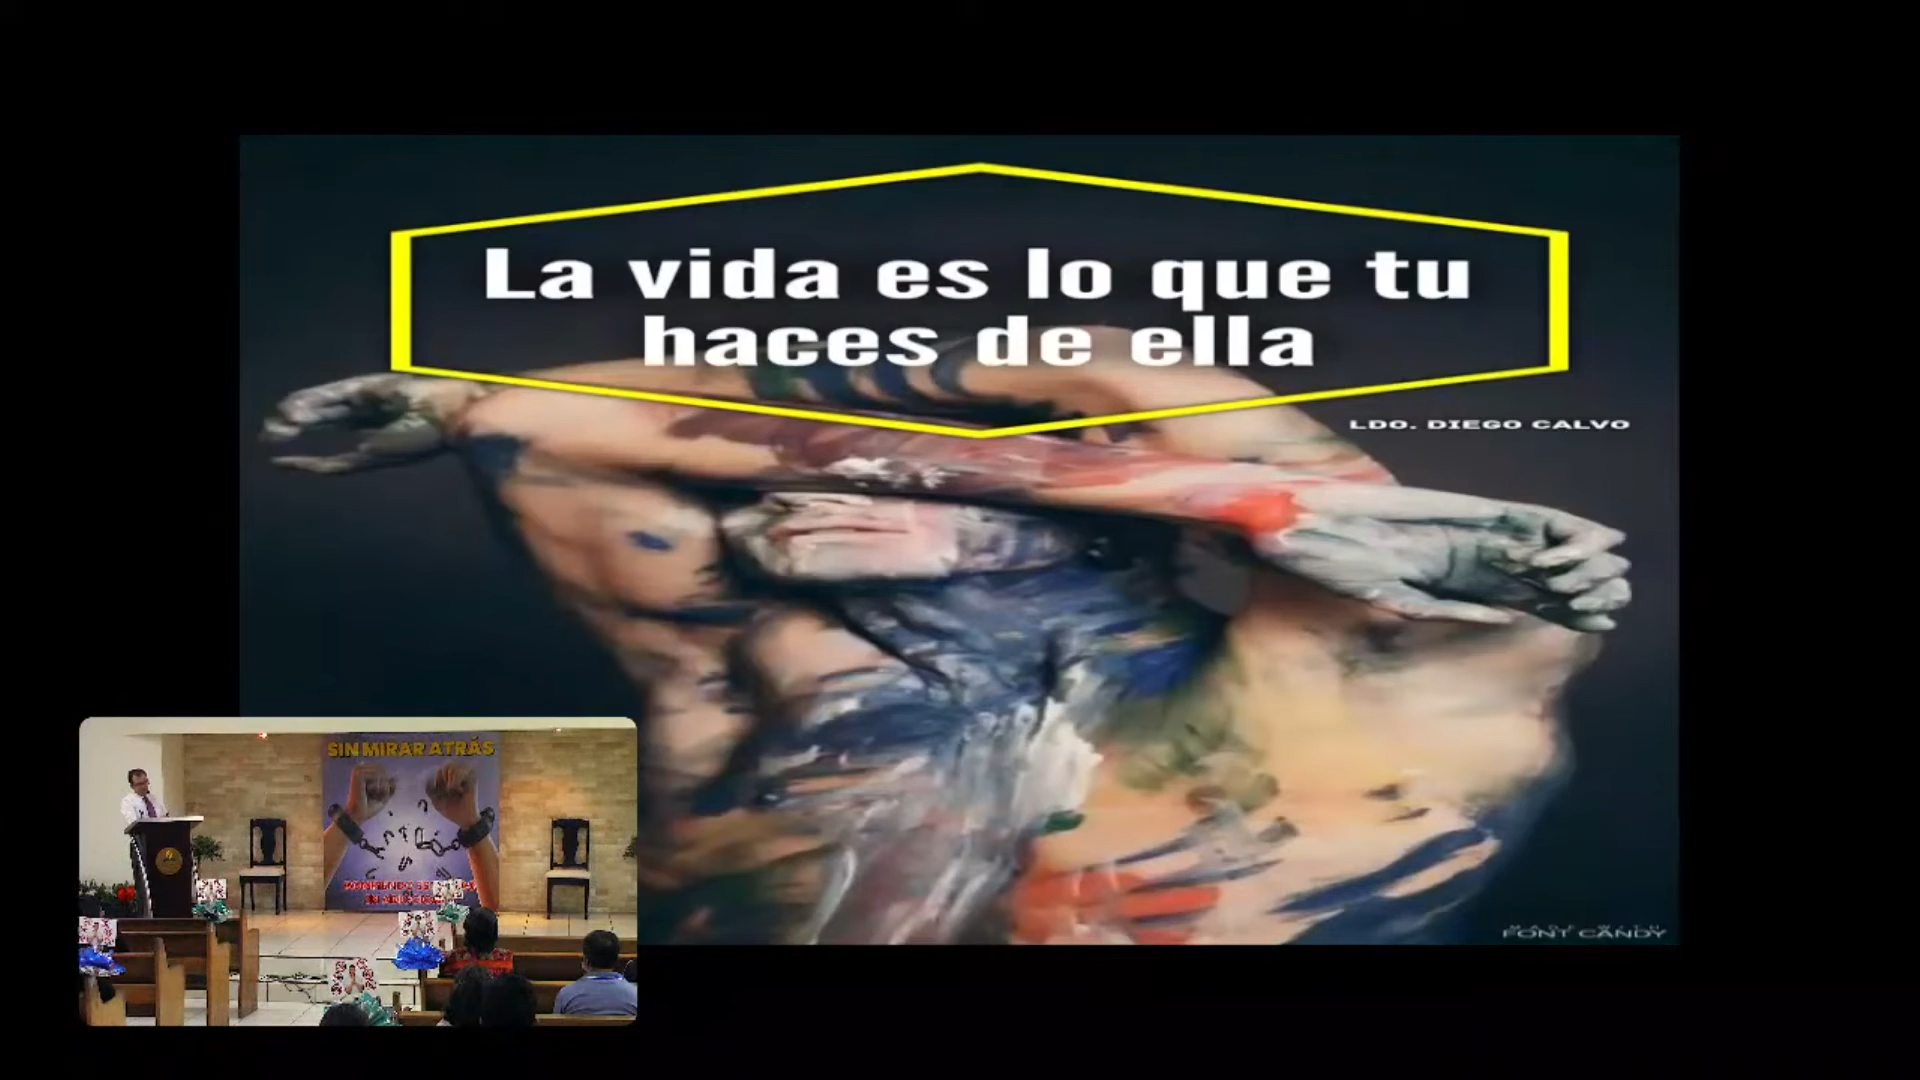 La vida es lo que tu
haces de ella
LDO. DIEGO CALVO
FONT CANDY
SIN MIRAR ATRÁS